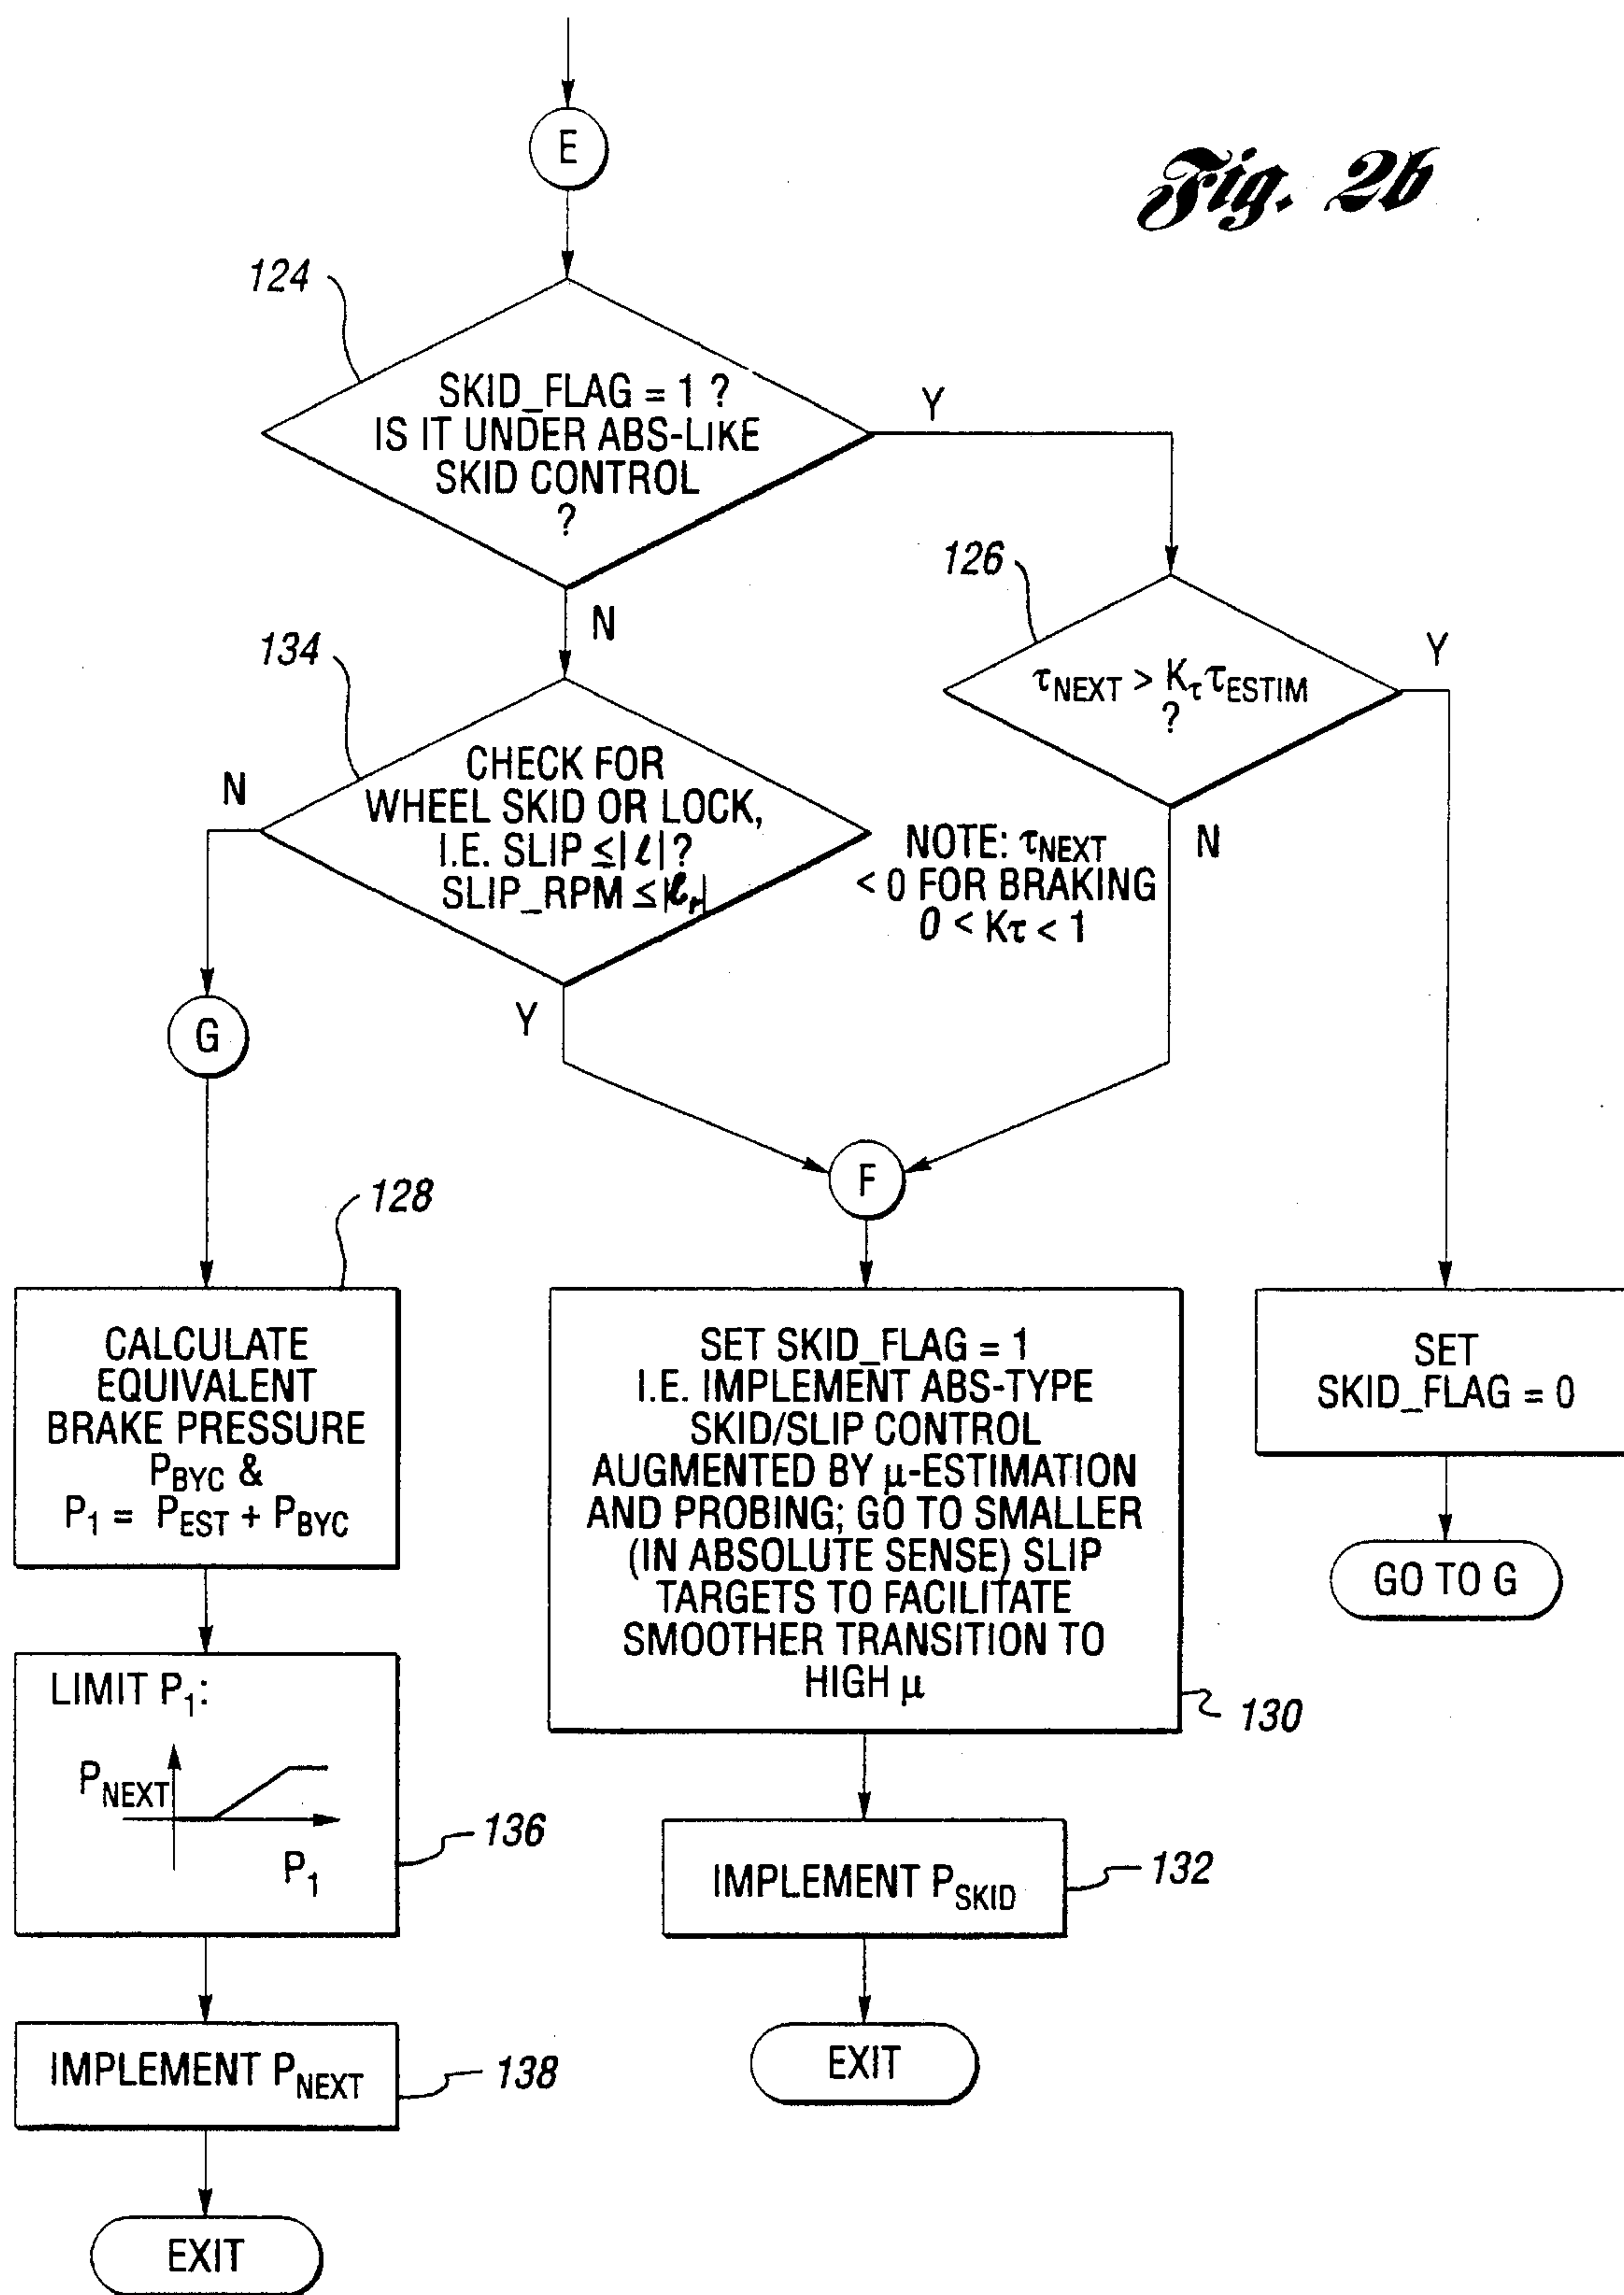 E
Fig. 2b
124
SKID_FLAG = 1 ?
IS IT UNDER ABS-LIKE
SKID CONTROL
?
Y
N
126
τNEXT > Kτ τESTIM
?
Y
N
134
CHECK FOR
WHEEL SKID OR LOCK,
I.E. SLIP ≤|ℓ|?
SLIP_RPM ≤|ℓr|
N
Y
NOTE: τNEXT
< 0 FOR BRAKING
0 < Kτ < 1
G
F
128
CALCULATE
EQUIVALENT
BRAKE PRESSURE
PBYC &
P1 = PEST + PBYC
SET SKID_FLAG = 1
I.E. IMPLEMENT ABS-TYPE
SKID/SLIP CONTROL
AUGMENTED BY μ-ESTIMATION
AND PROBING; GO TO SMALLER
(IN ABSOLUTE SENSE) SLIP
TARGETS TO FACILITATE
SMOOTHER TRANSITION TO
HIGH μ
130
SET
SKID_FLAG = 0
GO TO G
LIMIT P1:
PNEXT
P1
136
IMPLEMENT PSKID
132
EXIT
IMPLEMENT PNEXT
138
EXIT